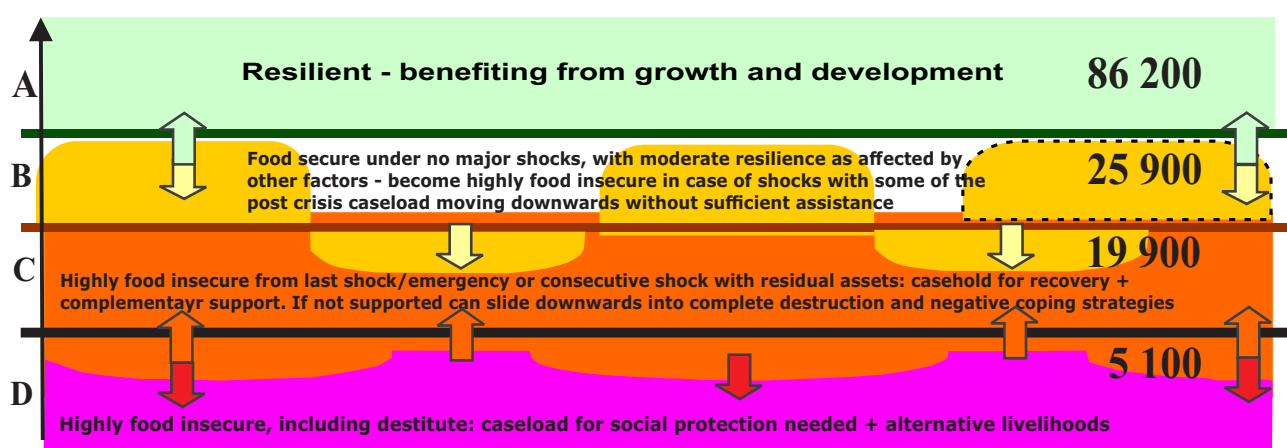 A
Resilient - benefiting from growth and development
86 200
B
Food secure under no major shocks, with moderate resilience as affected by
other factors - become highly food insecure in case of shocks with some of the
post crisis caseload moving downwards without sufficient assistance
25 900
C
19 900
Highly food insecure from last shock/emergency or consecutive shock with residual assets: casehold for recovery +
complementayr support. If not supported can slide downwards into complete destruction and negative coping strategies
5 100
D
Highly food insecure, including destitute: caseload for social protection needed + alternative livelihoods